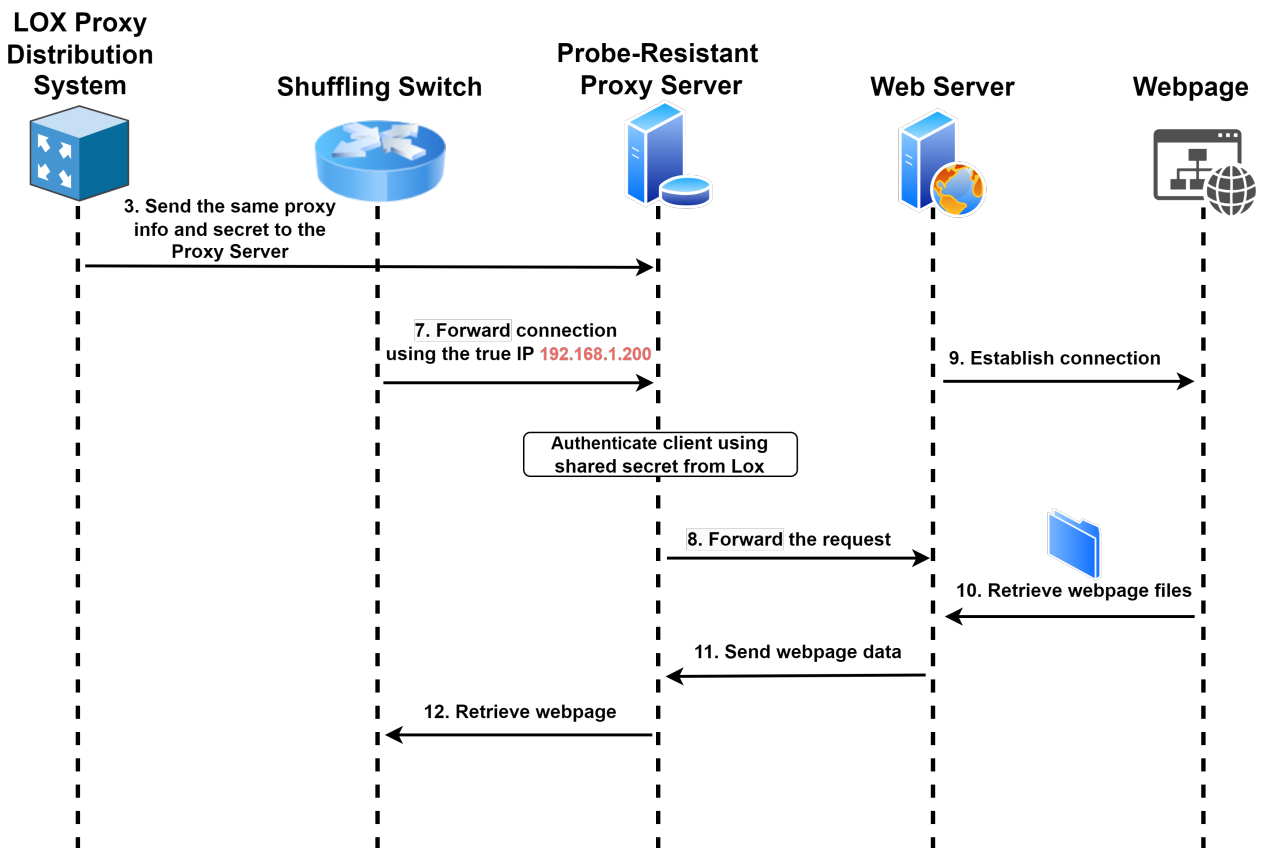 LOX Proxy
Distribution
System
Shuffling Switch
Probe-Resistant
Proxy Server
Web Server
Webpage
3. Send the same proxy
info and secret to the
Proxy Server
7. Forward connection
using the true IP 192.168.1.200
9. Establish connection
Authenticate client using
shared secret from Lox
8. Forward the request
10. Retrieve webpage files
11. Send webpage data
12. Retrieve webpage